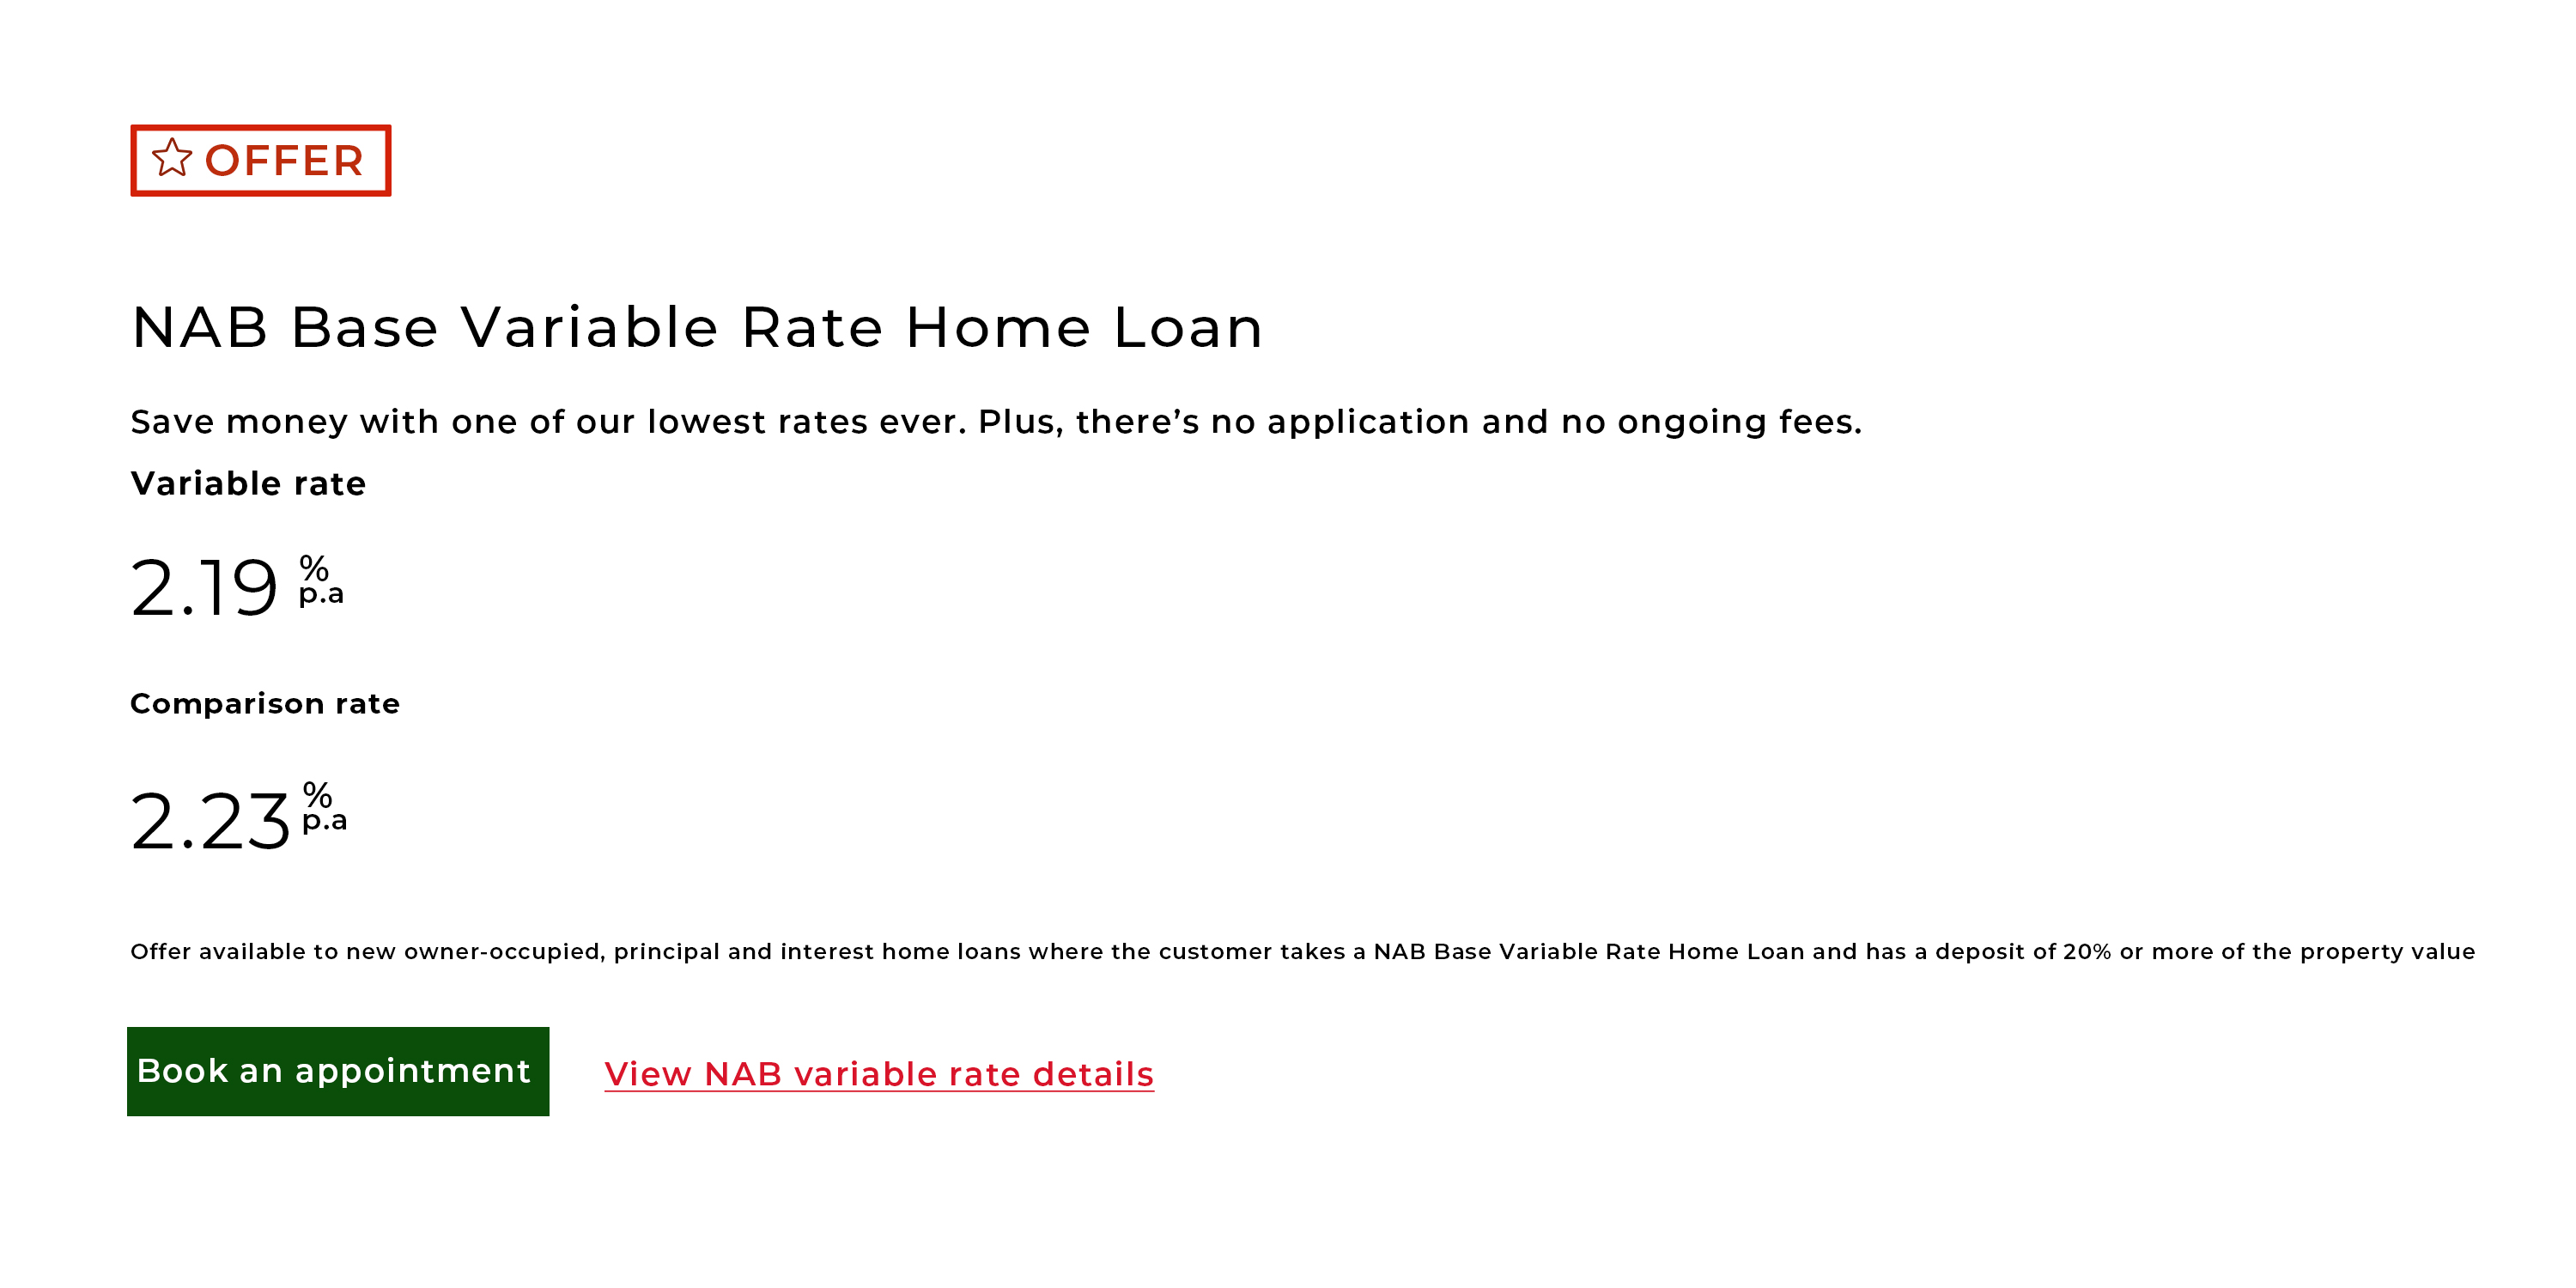 OFFER
NAB Base Variable Rate Home Loan
Save money with one of our lowest rates ever. Plus, there’s no application and no ongoing fees.
Variable rate
2.19 % p.a
Comparison rate
2.23 % p.a
Offer available to new owner-occupied, principal and interest home loans where the customer takes a NAB Base Variable Rate Home Loan and has a deposit of 20% or more of the property value
Book an appointment
View NAB variable rate details